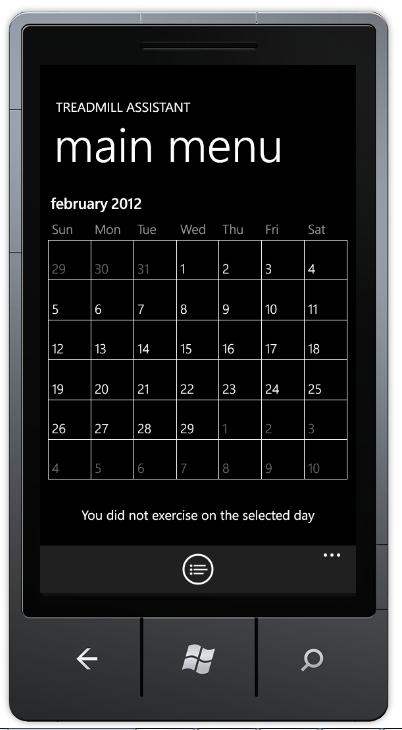 TREADMILL ASSISTANT
main menu
february 2012
Sun Mon Tue Wed Thu Fri Sat
29 30 31 1 2 3 4
5 6 7 8 9 10 11
12 13 14 15 16 17 18
19 20 21 22 23 24 25
26 27 28 29 1 2 3
4 5 6 7 8 9 10
You did not exercise on the selected day